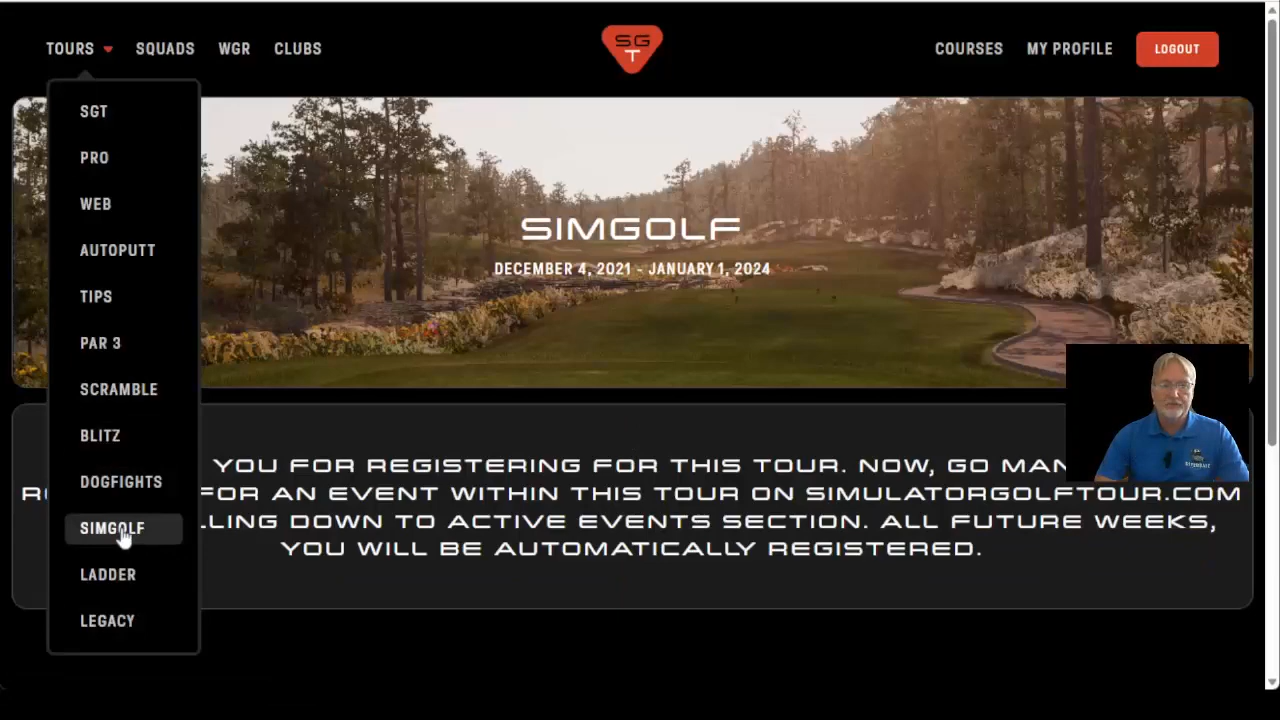 TOURS SQUADS WGR CLUBS
SG
T
COURSES MY PROFILE LOGOUT
SGT
PRO
WEB
AUTOPUTT
TIPS
PAR 3
SCRAMBLE
BLITZ
DOGFIGHTS
SIMGOLF
LADDER
LEGACY
SIMGOLF
DECEMBER 4, 2021 - JANUARY 1, 2024
YOU FOR REGISTERING FOR THIS TOUR. NOW, GO
FOR AN EVENT WITHIN THIS TOUR ON SIMULATORGOLFTOUR.COM
DOWN TO ACTIVE EVENTS SECTION. ALL FUTURE WEEKS,
YOU WILL BE AUTOMATICALLY REGISTERED.